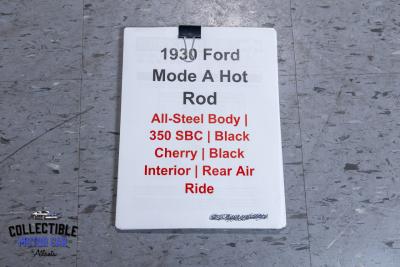 1930 Ford
Mode A Hot
Rod
All-Steel Body |
350 SBC | Black
Cherry | Black
Interior | Rear Air
Ride
COLLECTIBLE
MOTOR CAR
of Atlanta